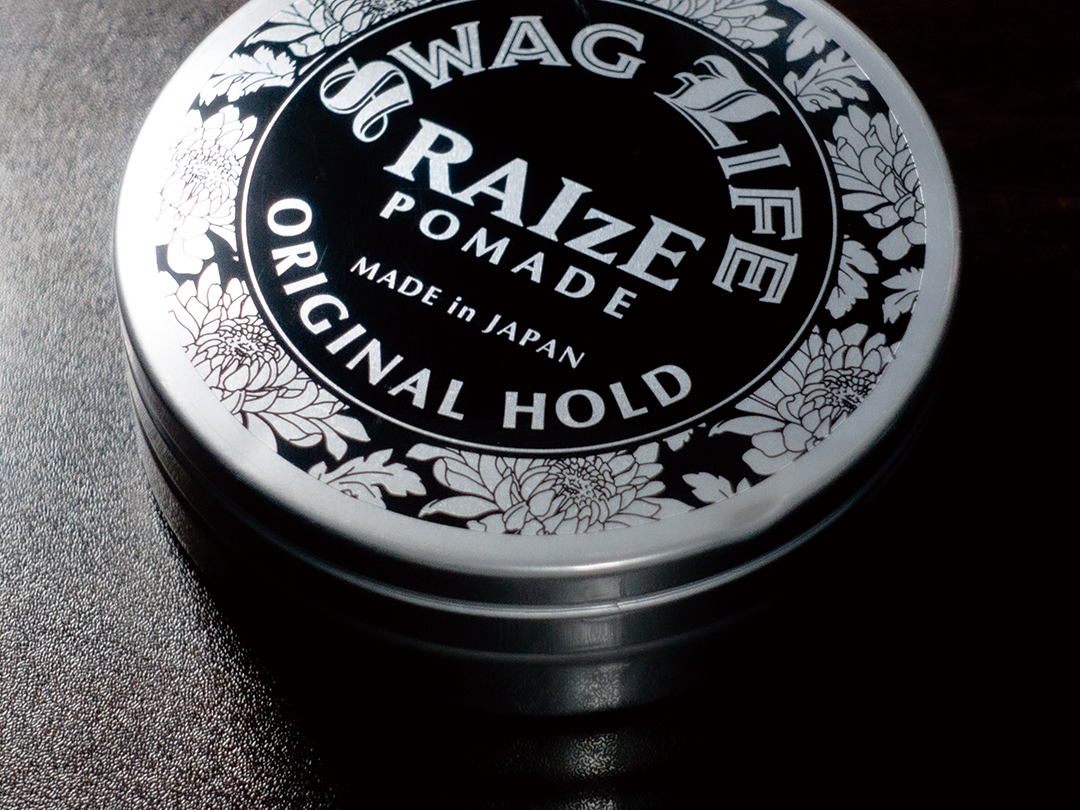 SWAG LIFE
RAIzE
POMADE
MADE in JAPAN
ORIGINAL HOLD